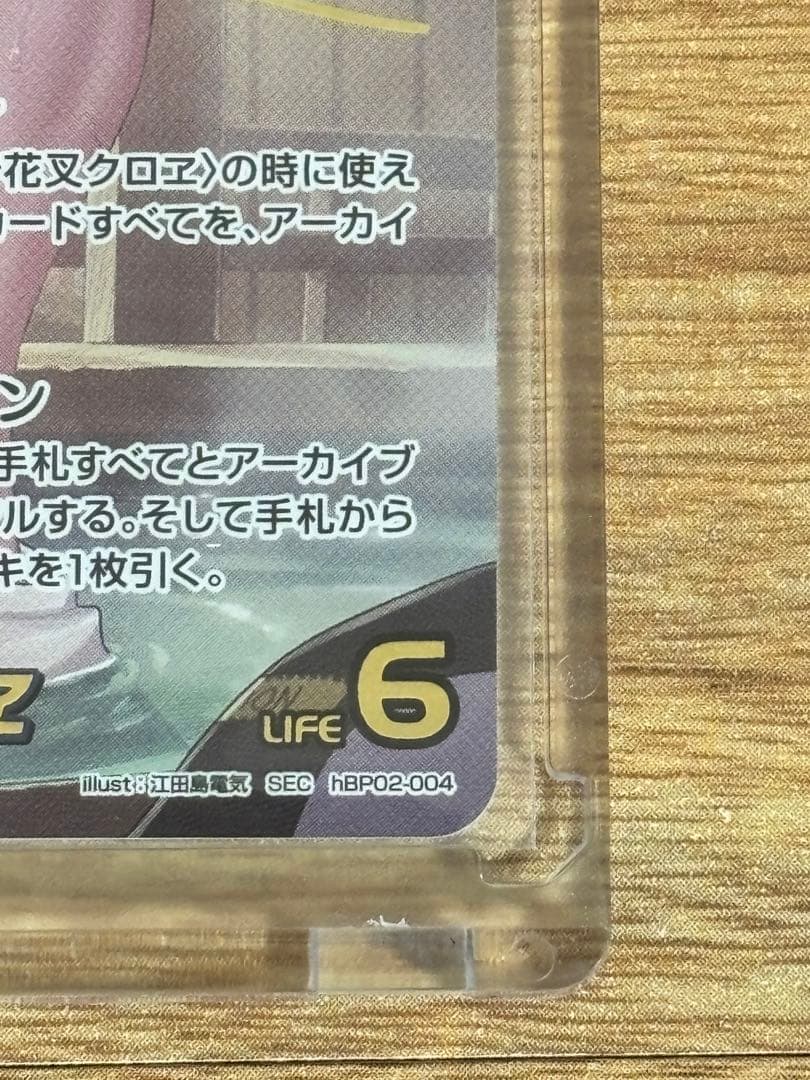 花叉クロヱ〉の時に使え
カードすべてを、アーカイ
ン
手札すべてとアーカイブ
ルする。そして手札から
キを1枚引く。
ヱ
LIFE 6
illust：江田島電気 SEC hBP02-004